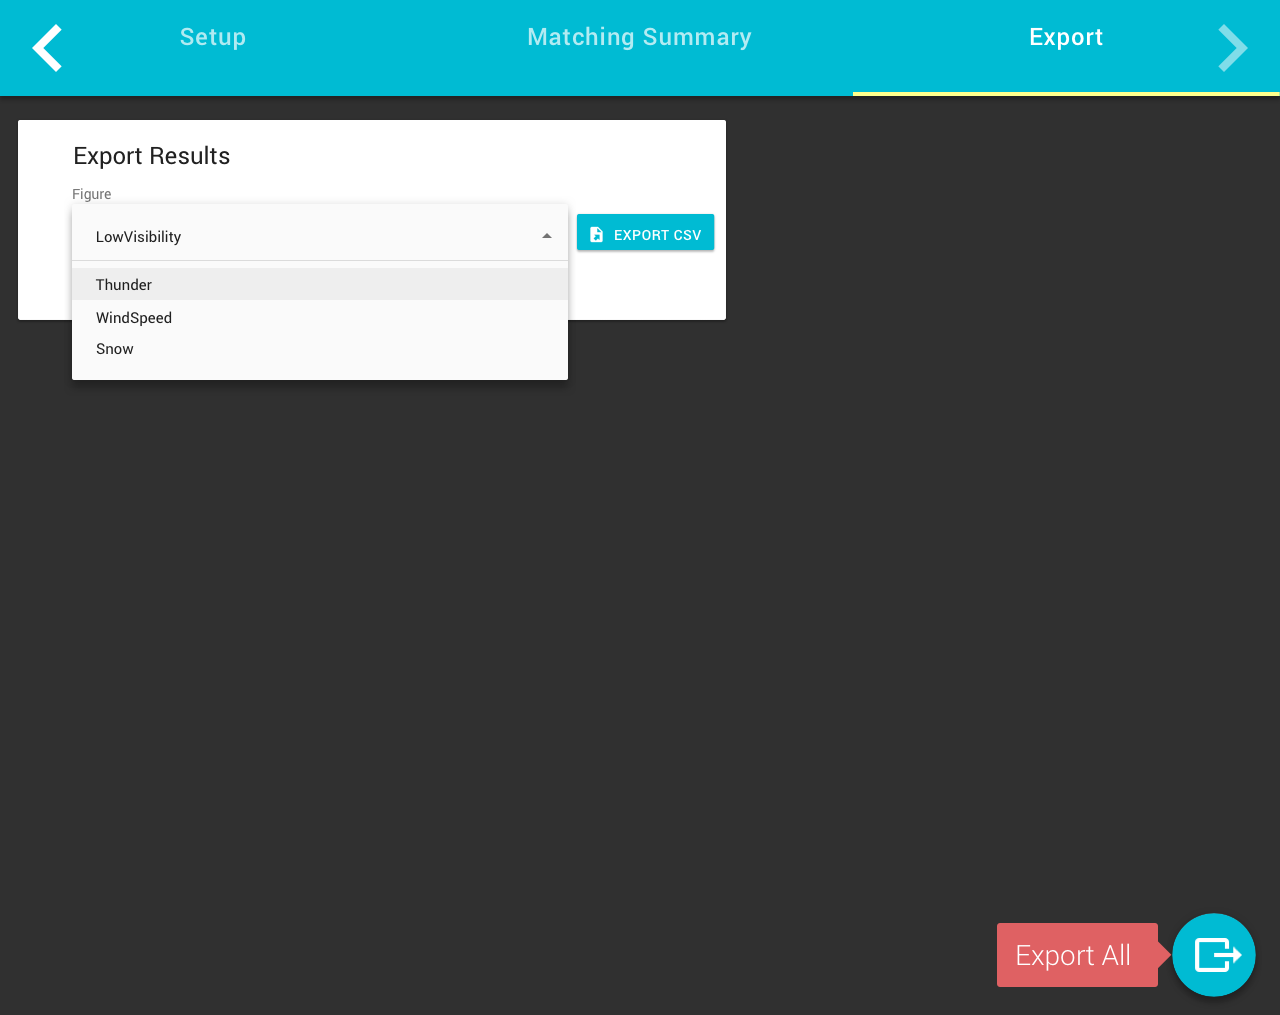 Setup
Matching Summary
Export
Export Results
Figure
LowVisibility
EXPORT CSV
Thunder
WindSpeed
Snow
Export All